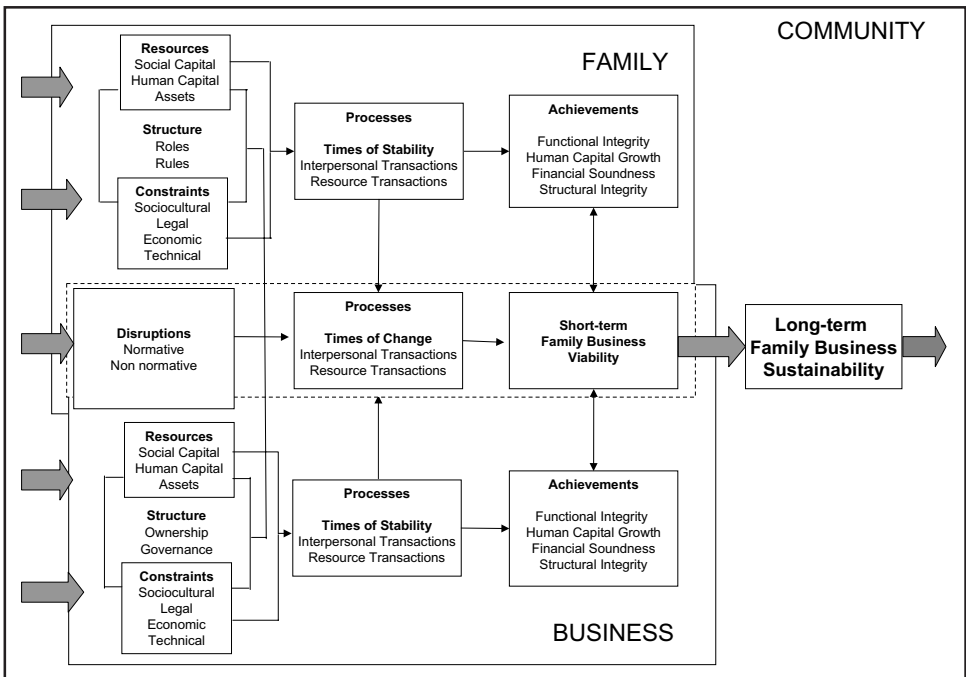 COMMUNITY
FAMILY
Resources
Social Capital
Human Capital
Assets
Structure
Roles
Rules
Constraints
Sociocultural
Legal
Economic
Technical
Processes
Times of Stability
Interpersonal Transactions
Resource Transactions
Achievements
Functional Integrity
Human Capital Growth
Financial Soundness
Structural Integrity
Disruptions
Normative
Non normative
Processes
Times of Change
Interpersonal Transactions
Resource Transactions
Short-term
Family Business
Viability
Long-term
Family Business
Sustainability
Resources
Social Capital
Human Capital
Assets
Structure
Ownership
Governance
Constraints
Sociocultural
Legal
Economic
Technical
Processes
Times of Stability
Interpersonal Transactions
Resource Transactions
Achievements
Functional Integrity
Human Capital Growth
Financial Soundness
Structural Integrity
BUSINESS